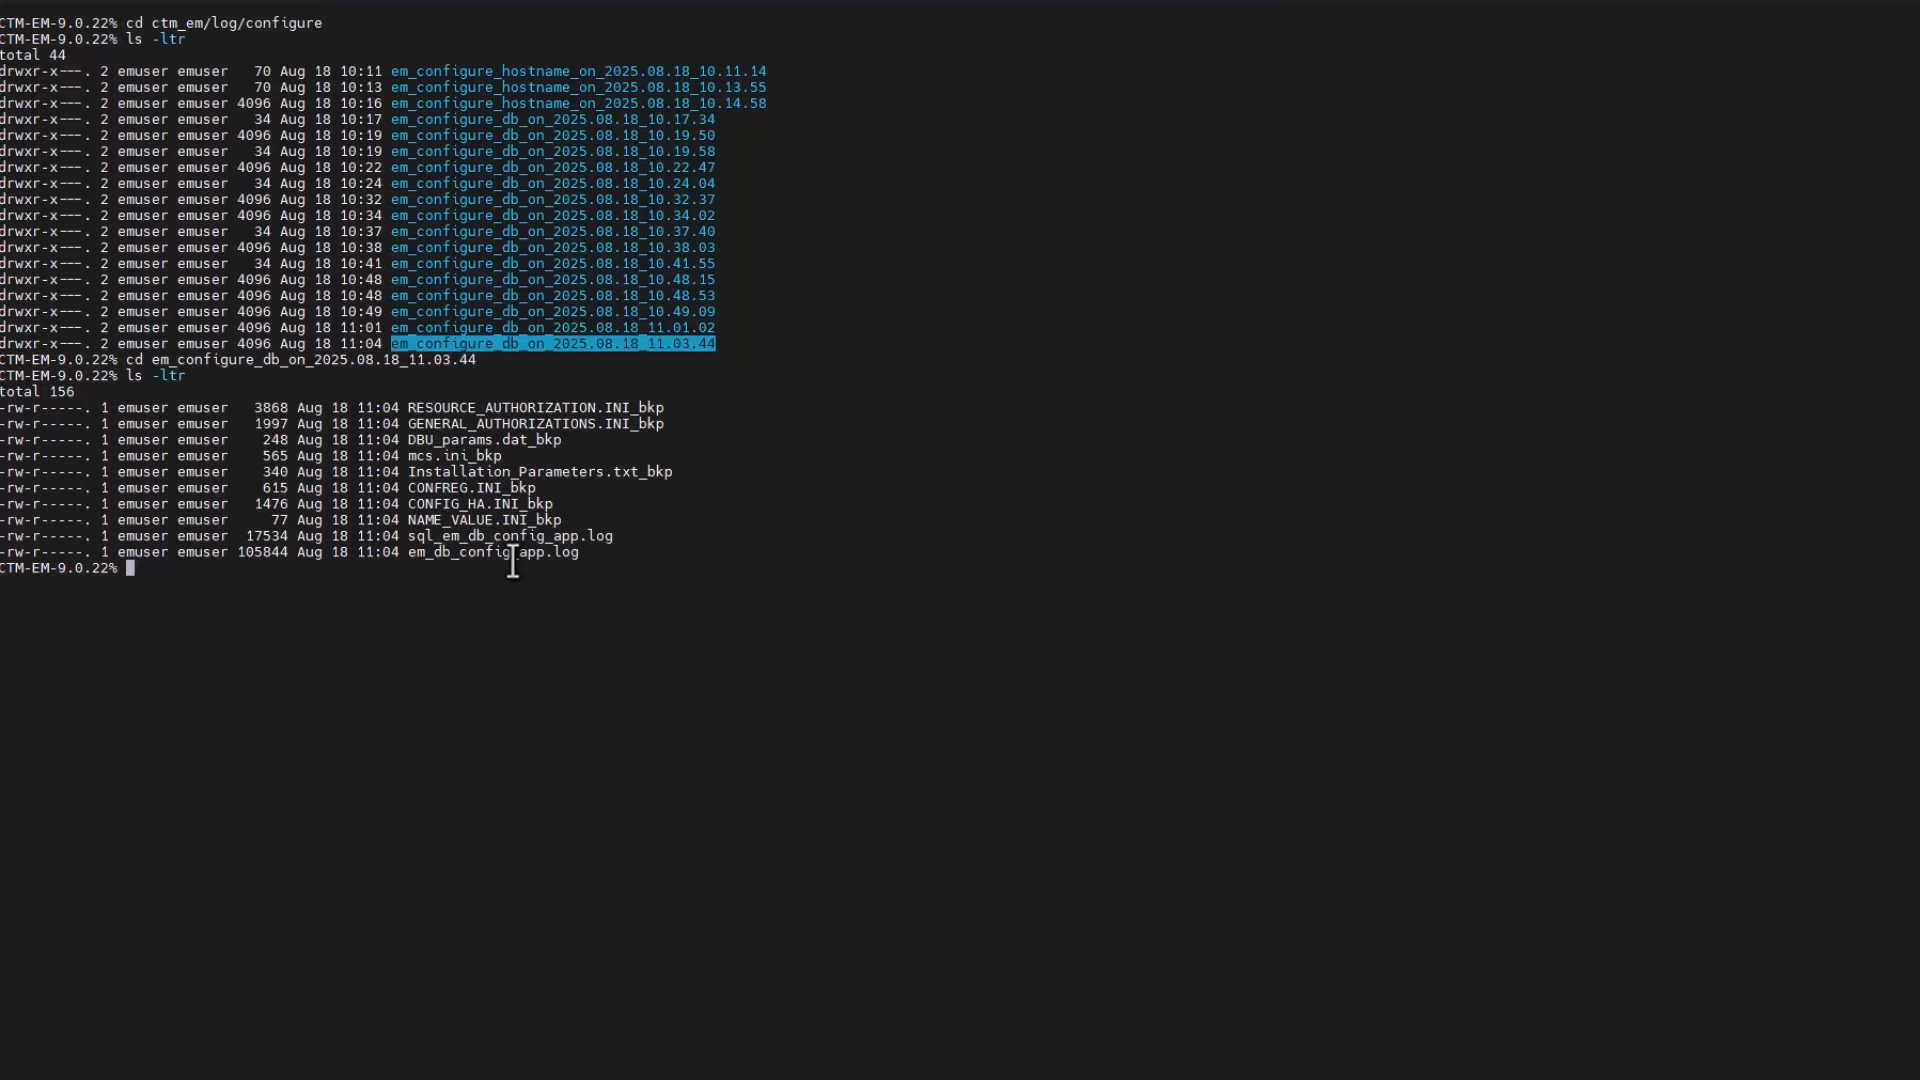 CTM-EM-9.0.22% cd ctm_em/log/configure
CTM-EM-9.0.22% ls -ltr
total 44
drwxr-x---. 2 emuser emuser   70 Aug 18 10:11 em_configure_hostname_on_2025.08.18_10.11.14
drwxr-x---. 2 emuser emuser   70 Aug 18 10:13 em_configure_hostname_on_2025.08.18_10.13.55
drwxr-x---. 2 emuser emuser 4096 Aug 18 10:16 em_configure_hostname_on_2025.08.18_10.14.58
drwxr-x---. 2 emuser emuser   34 Aug 18 10:17 em_configure_db_on_2025.08.18_10.17.34
drwxr-x---. 2 emuser emuser 4096 Aug 18 10:19 em_configure_db_on_2025.08.18_10.19.50
drwxr-x---. 2 emuser emuser   34 Aug 18 10:19 em_configure_db_on_2025.08.18_10.19.58
drwxr-x---. 2 emuser emuser 4096 Aug 18 10:22 em_configure_db_on_2025.08.18_10.22.47
drwxr-x---. 2 emuser emuser   34 Aug 18 10:24 em_configure_db_on_2025.08.18_10.24.04
drwxr-x---. 2 emuser emuser 4096 Aug 18 10:32 em_configure_db_on_2025.08.18_10.32.37
drwxr-x---. 2 emuser emuser 4096 Aug 18 10:34 em_configure_db_on_2025.08.18_10.34.02
drwxr-x---. 2 emuser emuser   34 Aug 18 10:37 em_configure_db_on_2025.08.18_10.37.40
drwxr-x---. 2 emuser emuser 4096 Aug 18 10:38 em_configure_db_on_2025.08.18_10.38.03
drwxr-x---. 2 emuser emuser   34 Aug 18 10:41 em_configure_db_on_2025.08.18_10.41.55
drwxr-x---. 2 emuser emuser 4096 Aug 18 10:48 em_configure_db_on_2025.08.18_10.48.15
drwxr-x---. 2 emuser emuser 4096 Aug 18 10:48 em_configure_db_on_2025.08.18_10.48.53
drwxr-x---. 2 emuser emuser 4096 Aug 18 10:49 em_configure_db_on_2025.08.18_10.49.09
drwxr-x---. 2 emuser emuser 4096 Aug 18 11:01 em_configure_db_on_2025.08.18_11.01.02
drwxr-x---. 2 emuser emuser 4096 Aug 18 11:04 em_configure_db_on_2025.08.18_11.03.44
CTM-EM-9.0.22% cd em_configure_db_on_2025.08.18_11.03.44
CTM-EM-9.0.22% ls -ltr
total 156
-rw-r-----. 1 emuser emuser   3868 Aug 18 11:04 RESOURCE_AUTHORIZATION.INI_bkp
-rw-r-----. 1 emuser emuser   1997 Aug 18 11:04 GENERAL_AUTHORIZATIONS.INI_bkp
-rw-r-----. 1 emuser emuser    248 Aug 18 11:04 DBU_params.dat_bkp
-rw-r-----. 1 emuser emuser    565 Aug 18 11:04 mcs.ini_bkp
-rw-r-----. 1 emuser emuser    340 Aug 18 11:04 Installation_Parameters.txt_bkp
-rw-r-----. 1 emuser emuser    615 Aug 18 11:04 CONFREG.INI_bkp
-rw-r-----. 1 emuser emuser   1476 Aug 18 11:04 CONFIG_HA.INI_bkp
-rw-r-----. 1 emuser emuser     77 Aug 18 11:04 NAME_VALUE.INI_bkp
-rw-r-----. 1 emuser emuser  17534 Aug 18 11:04 sql_em_db_config_app.log
-rw-r-----. 1 emuser emuser 105844 Aug 18 11:04 em_db_config_app.log
CTM-EM-9.0.22%